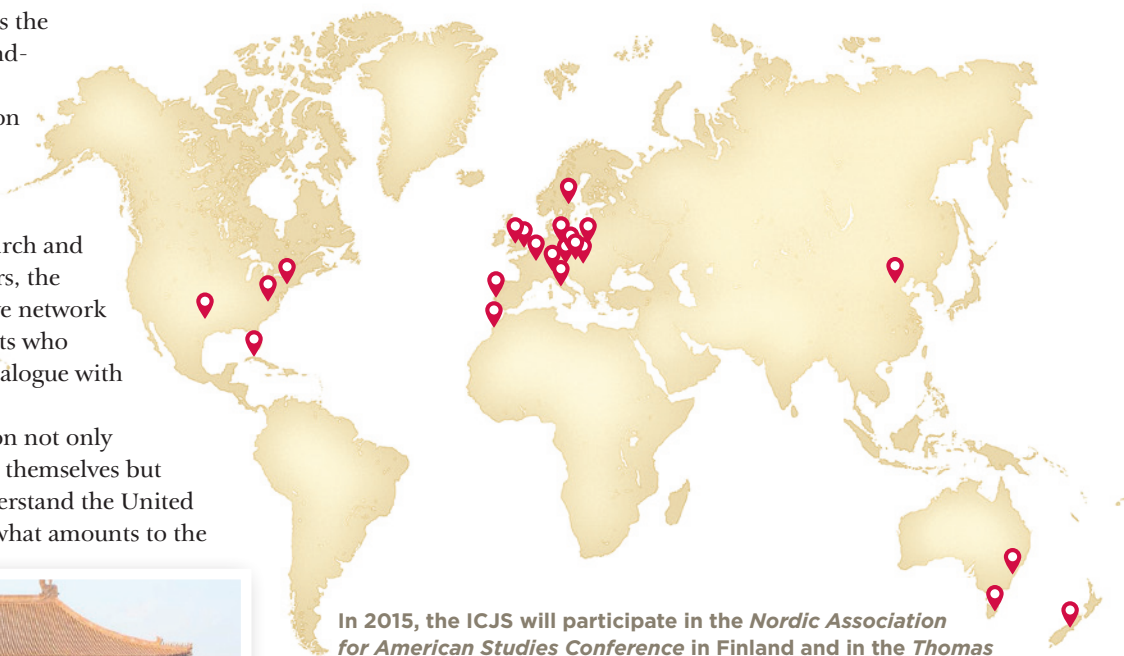 s the
nd-
on
arch and
rs, the
e network
ts who
alogue with
on not only
themselves but
erstand the United
what amounts to the
In 2015, the ICJS will participate in the Nordic Association
for American Studies Conference in Finland and in the Thomas